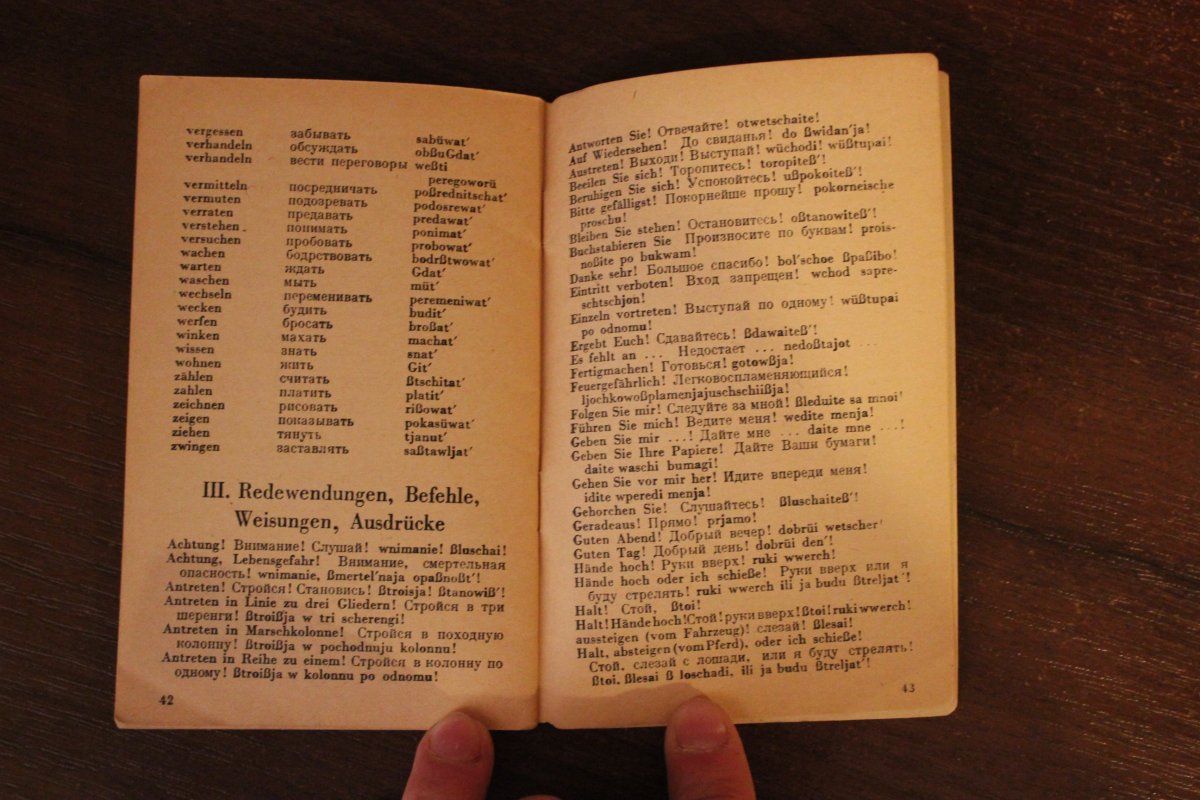 vergessen забывать sabüwat′
verhandeln обсуждать obßuGdat′
verhandeln вести переговоры weßti
peregoworü
vermitteln посредничать poßrednitschat′
vermuten подозревать podosrewat′
verraten предавать predawat′
verstehen понимать ponimat′
versuchen пробовать probowat′
wachen бодрствовать bodrßtwowat′
warten ждать Gdat′
waschen мыть müt′
wechseln переменивать peremeniwat′
wecken будить budit′
werfen бросать broßat′
winken махать machat′
wissen знать snat′
wohnen жить Git′
zählen считать ßtschitat′
zahlen платить platit′
zeichnen рисовать rißowat′
zeigen показывать pokasüwat′
ziehen тянуть tjanut′
zwingen заставлять saßtawljat′
III. Redewendungen, Befehle,
Weisungen, Ausdrücke
Achtung! Внимание! Слушай! wnimanie! ßluschai!
Achtung, Lebensgefahr! Внимание, смертельная
опасность! wnimanie, ßmertel′naja opaßnoßt′!
Antreten! Стройся! Становись! ßtroisja! ßtanowiß′!
Antreten in Linie zu drei Gliedern! Стройся в три
шеренги! ßtroißja w tri scherengi!
Antreten in Marschkolonne! Стройся в походную
колонну! ßtroißja w pochodnuju kolonnu!
Antreten in Reihe zu einem! Стройся в колонну по
одному! ßtroißja w kolonnu po odnomu!
42
Antworten Sie! Отвечайте! otwetschaite!
Auf Wiedersehen! До свиданья! do ßwidan′ja!
Austreten! Выходи! Выступай! wüchodi! wüßtupai!
Beeilen Sie sich! Торопитесь! toropiteß′!
Beruhigen Sie sich! Успокойтесь! ußpokoiteß′!
Bitte gefälligst! Покорнейше прошу! pokorneische
proschu!
Bleiben Sie stehen! Остановитесь! oßtanowiteß′!
Buchstabieren Sie Произносите по буквам! prois-
noßite po bukwam!
Danke sehr! Большое спасибо! bol′schoe ßpaßibo!
Eintritt verboten! Вход запрещен! wchod sapre-
schtschjon!
Einzeln vortreten! Выступай по одному! wüßtupai
po odnomu!
Ergebt Euch! Сдавайтесь! ßdawaiteß′!
Es fehlt an ... Недостает ... nedoßtajot ...
Fertigmachen! Готовься! gotowßja!
Feuergefährlich! Легковоспламеняющийся!
ljochkowoßplamenjajuschschiißja!
Folgen Sie mir! Следуйте за мной! ßleduite sa mnoi′
Führen Sie mich! Ведите меня! wedite menja!
Geben Sie mir ...! Дайте мне ... daite mne ...!
Geben Sie Ihre Papiere! Дайте Ваши бумаги!
daite waschi bumagi!
Gehen Sie vor mir her! Идите впереди меня!
idite wperedi menja!
Gehorchen Sie! Слушайтесь! ßluschaiteß′!
Geradeaus! Прямо! prjamo!
Guten Abend! Добрый вечер! dobrüi wetscher′
Guten Tag! Добрый день! dobrüi den′!
Hände hoch! Руки вверх! ruki wwerch!
Hände hoch oder ich schieße! Руки вверх или я
буду стрелять! ruki wwerch ili ja budu ßtreljat′!
Halt! Стой, ßtoi!
Halt! Hände hoch! Стой! руки вверх! ßtoi! ruki wwerch!
aussteigen (vom Fahrzeug)! слезай! ßlesai!
Halt, absteigen (vom Pferd). oder ich schieße!
Стой. слезай с лошади, или я буду стрелять!
ßtoi. ßlesai ß loschadi, ili ja budu ßtreljat′!
43